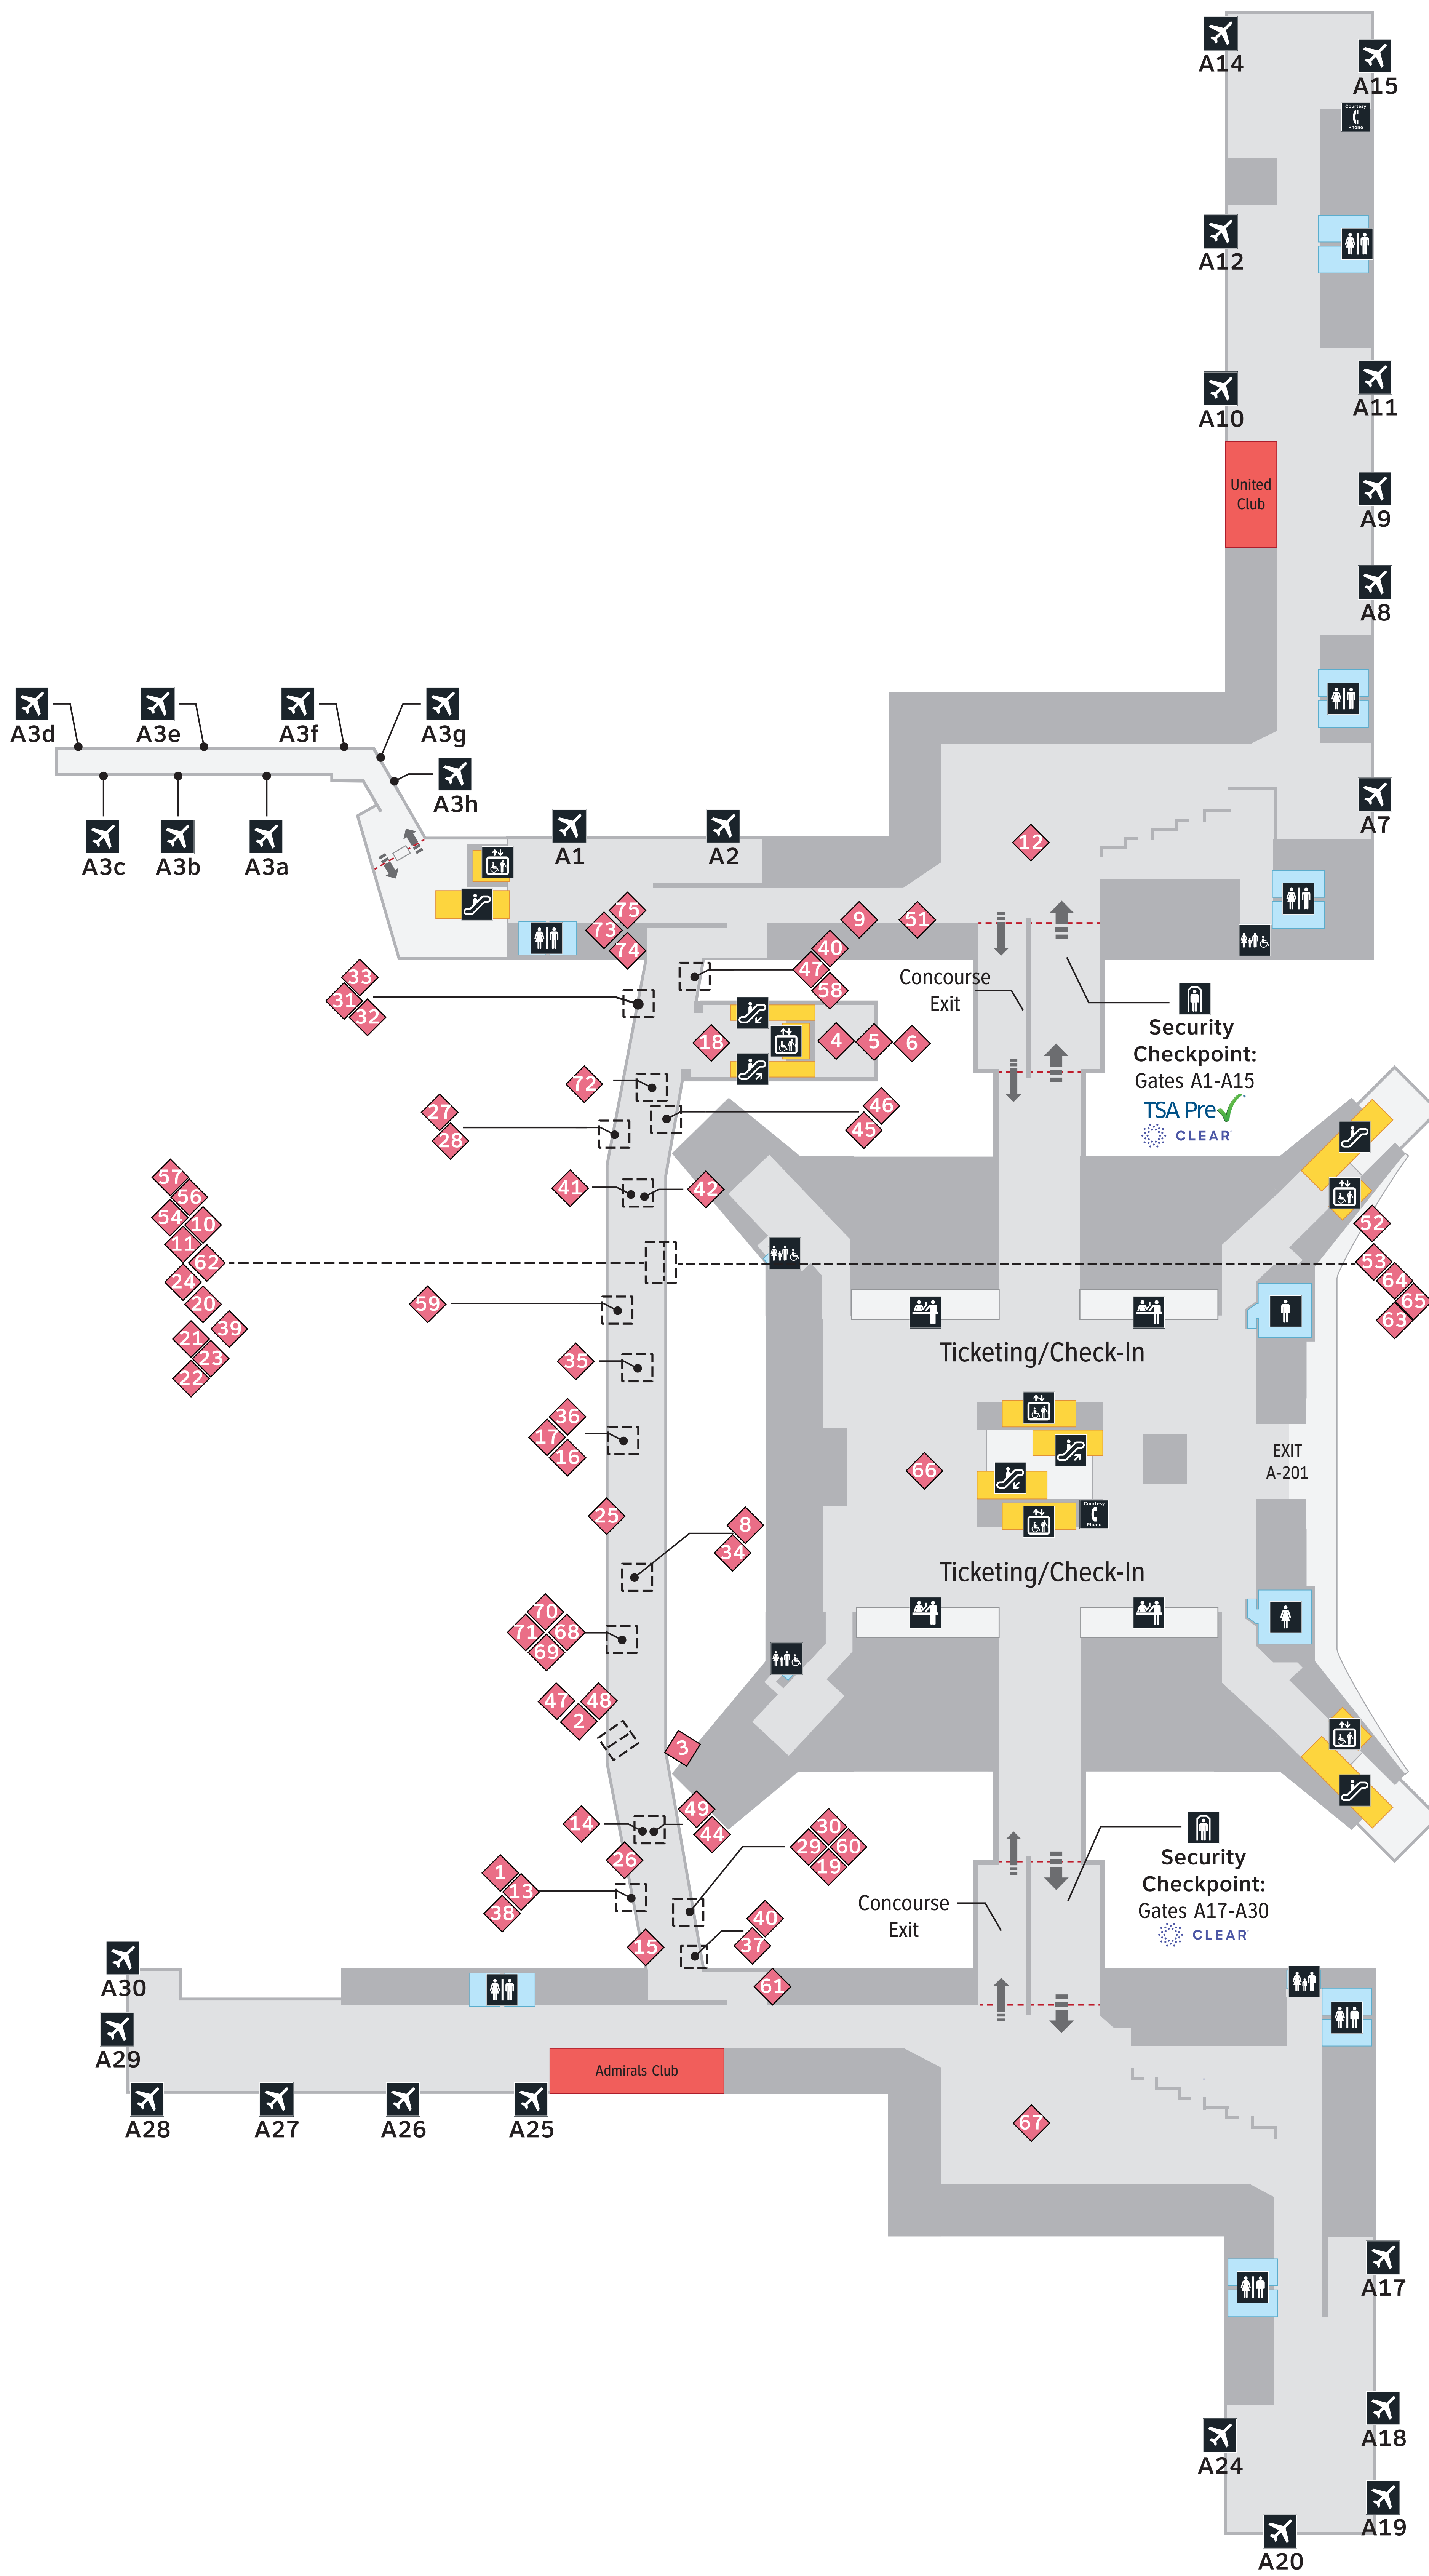 A14
A15
Courtesy
Phone
A12
A10
A11
United
Club
A9
A8
A3d
A3e
A3f
A3g
A3h
A3c
A3b
A3a
A1
A2
A7
12
75
73
74
9
51
40
47
58
33
31
32
Concourse
Exit
Security
Checkpoint:
Gates A1-A15
TSA Pre
CLEAR
18
4
5
6
72
46
45
27
28
41
42
57
56
54
10
11
62
24
20
39
21
23
22
52
53
64
65
63
59
Ticketing/Check-In
35
36
17
16
66
EXIT
A-201
25
Courtesy
Phone
8
34
Ticketing/Check-In
70
71
68
69
47
48
2
3
14
49
44
26
30
29
60
19
1
13
38
Security
Checkpoint:
Gates A17-A30
CLEAR
Concourse
Exit
15
40
37
61
A30
A29
A28
A27
A26
A25
Admirals Club
67
A17
A18
A24
A19
A20